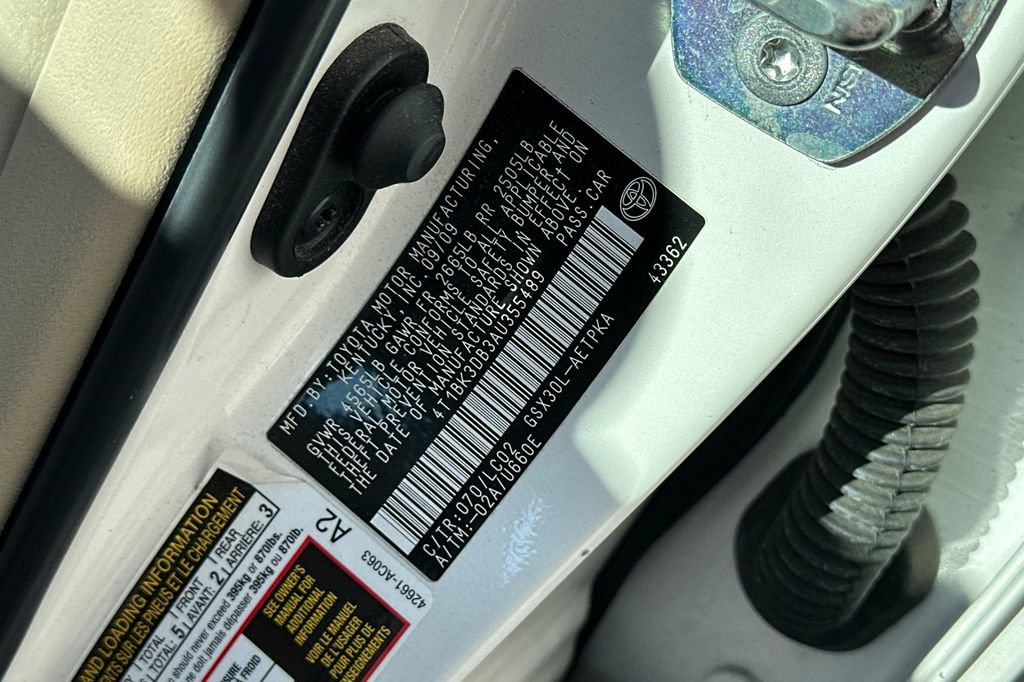 MFD BY TOYOTA MOTOR MANUFACTURING,
KENTUCKY, INC. 09/09
GVWR 4565LB GAWR FR 2665LB RR 2505LB
THIS VEHICLE CONFORMS TO ALL APPLICABLE
FEDERAL MOTOR VEHICLE SAFETY, BUMPER, AND
THEFT PREVENTION STANDARDS IN EFFECT ON
THE DATE OF MANUFACTURE SHOWN ABOVE.
4T1BK3DB3AU355489 PASS.CAR
C/TR:070/LC02 GSX30L-AETPKA
A/TM:-02A/U660E
43362
NS
AND LOADING INFORMATION
ENTS SUR LES PNEUS ET LE CHARGEMENT
TOTAL 5 FRONT 2 REAR 3
TOTAL: AVANT: ARRIÈRE:
should never exceed 395kg or 870lbs.
ne doit jamais dépasser 395kg ou 870lb.
SURE
FROID
SEE OWNER'S
MANUAL FOR
ADDITIONAL
INFORMATION
VOIR LE MANUEL
DE L'USAGER
POUR PLUS DE
RENSEIGNEMENTS
A2
42661-AC063